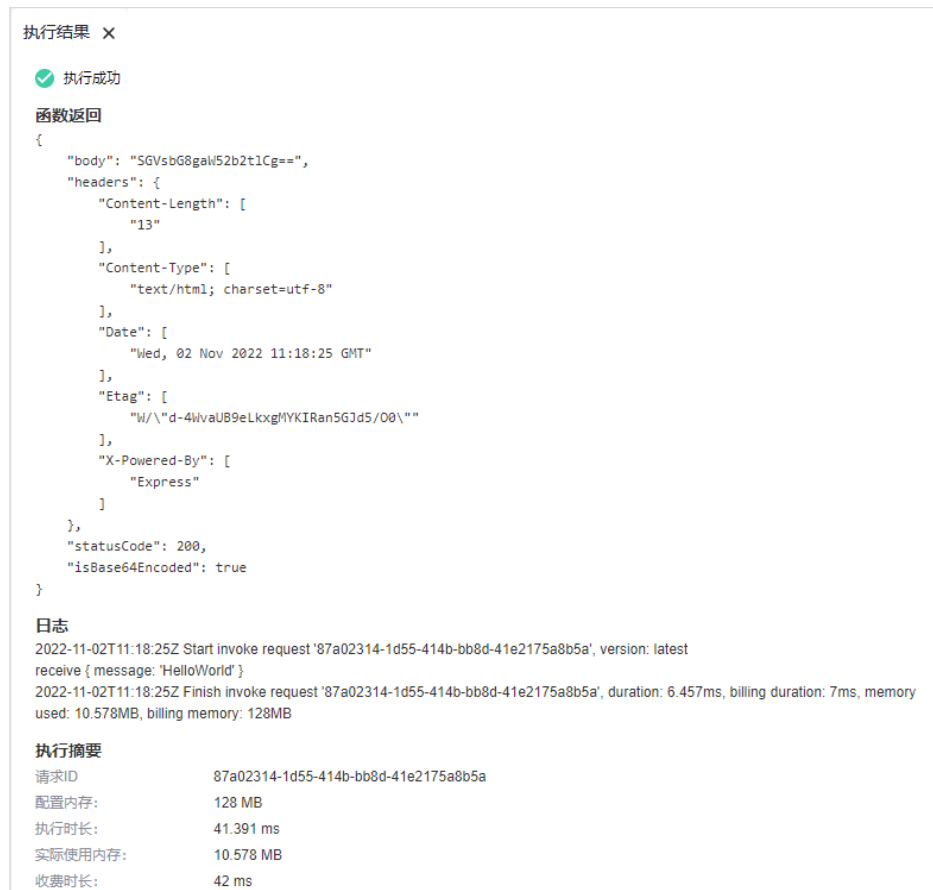 执行结果 ×
执行成功
函数返回
{
    "body": "SGVsbG8gaW52b2tlCg==",
    "headers": {
        "Content-Length": [
            "13"
        ],
        "Content-Type": [
            "text/html; charset=utf-8"
        ],
        "Date": [
            "Wed, 02 Nov 2022 11:18:25 GMT"
        ],
        "Etag": [
            "W/\"d-4WvaUB9eLkxgMYKIRan5GJd5/O0\""
        ],
        "X-Powered-By": [
            "Express"
        ]
    },
    "statusCode": 200,
    "isBase64Encoded": true
}
日志
2022-11-02T11:18:25Z Start invoke request '87a02314-1d55-414b-bb8d-41e2175a8b5a', version: latest
receive { message: 'HelloWorld' }
2022-11-02T11:18:25Z Finish invoke request '87a02314-1d55-414b-bb8d-41e2175a8b5a', duration: 6.457ms, billing duration: 7ms, memory
used: 10.578MB, billing memory: 128MB
执行摘要
请求ID 87a02314-1d55-414b-bb8d-41e2175a8b5a
配置内存: 128 MB
执行时长: 41.391 ms
实际使用内存: 10.578 MB
收费时长: 42 ms